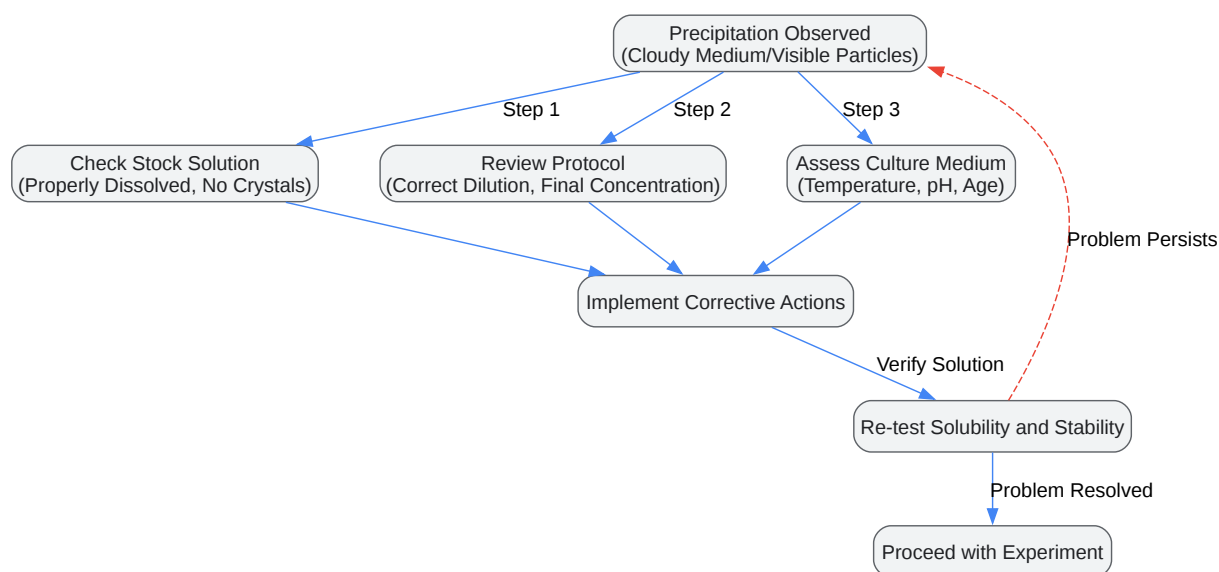 Precipitation Observed
(Cloudy Medium/Visible Particles)
Step 1
Step 2
Step 3
Check Stock Solution
(Properly Dissolved, No Crystals)
Review Protocol
(Correct Dilution, Final Concentration)
Assess Culture Medium
(Temperature, pH, Age)
Problem Persists
Implement Corrective Actions
Verify Solution
Re-test Solubility and Stability
Problem Resolved
Proceed with Experiment